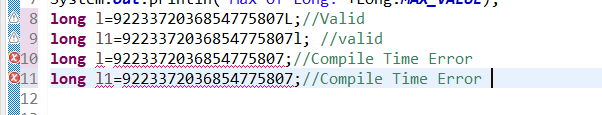 System.out.println("Max of Long: "+Long.MAX_VALUE);
8 long l=9223372036854775807L;//Valid
9 long l1=9223372036854775807l; //valid
10 long l=9223372036854775807;//Compile Time Error
11 long l1=9223372036854775807;//Compile Time Error
12